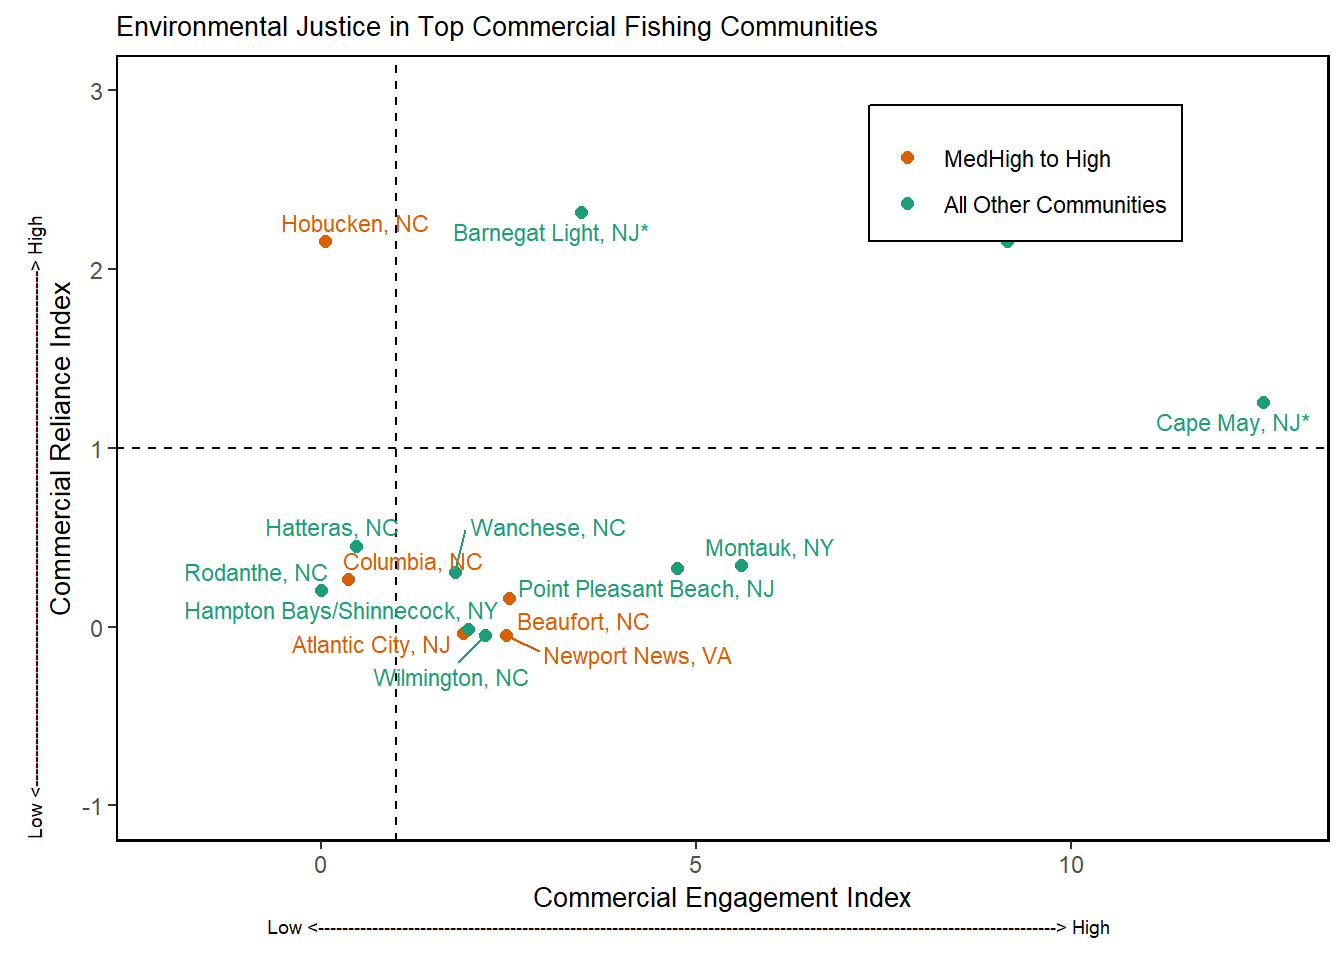 Environmental Justice in Top Commercial Fishing Communities
3
2
1
0
-1
Low <--------------------------------------------------------------> High
Commercial Reliance Index
MedHigh to High
All Other Communities
Hobucken, NC
Barnegat Light, NJ*
Cape May, NJ*
Hatteras, NC
Wanchese, NC
Montauk, NY
Columbia, NC
Rodanthe, NC
Point Pleasant Beach, NJ
Hampton Bays/Shinnecock, NY
Beaufort, NC
Atlantic City, NJ
Newport News, VA
Wilmington, NC
0
5
10
Commercial Engagement Index
Low <--------------------------------------------------------------> High